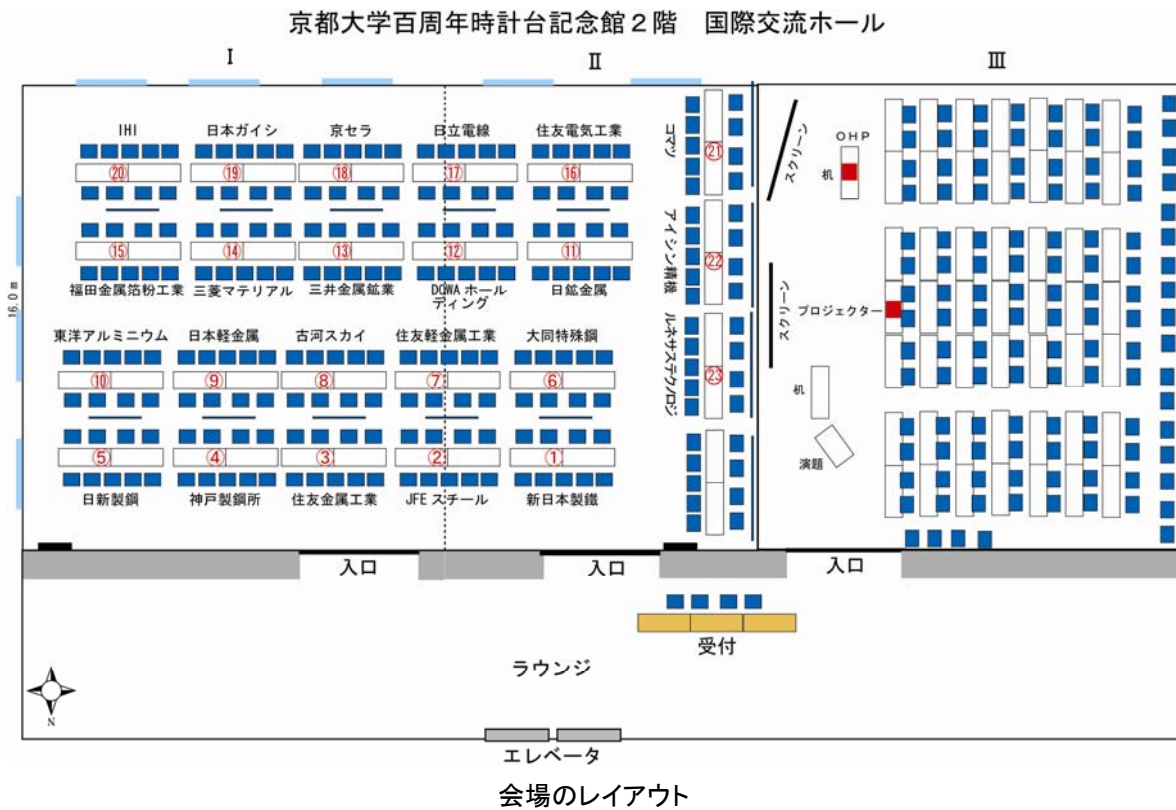 京都大学百周年時計台記念館２階　国際交流ホール
Ⅰ
Ⅱ
Ⅲ
IHI
日本ガイシ
京セラ
日立電線
住友電気工業
⑳
⑲
⑱
⑰
⑯
⑮
⑭
⑬
⑫
⑪
福田金属箔粉工業
三菱マテリアル
三井金属鉱業
DOWA ホール
ディング
日鉱金属
東洋アルミニウム
日本軽金属
古河スカイ
住友軽金属工業
大同特殊鋼
⑩
⑨
⑧
⑦
⑥
⑤
④
③
②
①
日新製鋼
神戸製鋼所
住友金属工業
JFE スチール
新日本製鐵
コマツ
㉑
アイシン精機
㉒
ルネサステクノロジ
㉓
スクリーン
ＯＨＰ
机
スクリーン
プロジェクター
机
演題
16.0 m
入口
入口
入口
受付
ラウンジ
N
エレベータ
会場のレイアウト